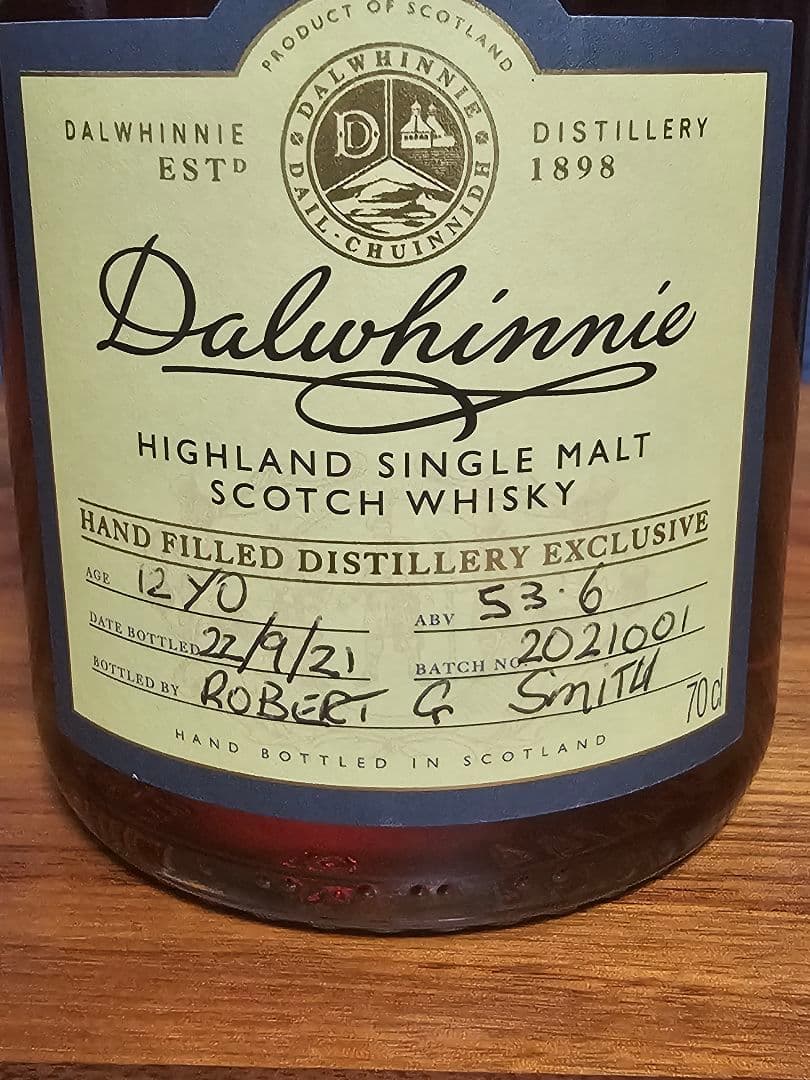 PRODUCT OF SCOTLAND
DALWHINNIE
DAIL-CHUINNIDH
D
DALWHINNIE DISTILLERY
ESTD 1898
Dalwhinnie
HIGHLAND SINGLE MALT
SCOTCH WHISKY
HAND FILLED DISTILLERY EXCLUSIVE
AGE 12 YO ABV 53.6
DATE BOTTLED 22/9/21 BATCH NO. 2021001
BOTTLED BY ROBERT G SMITH 70cl
HAND BOTTLED IN SCOTLAND